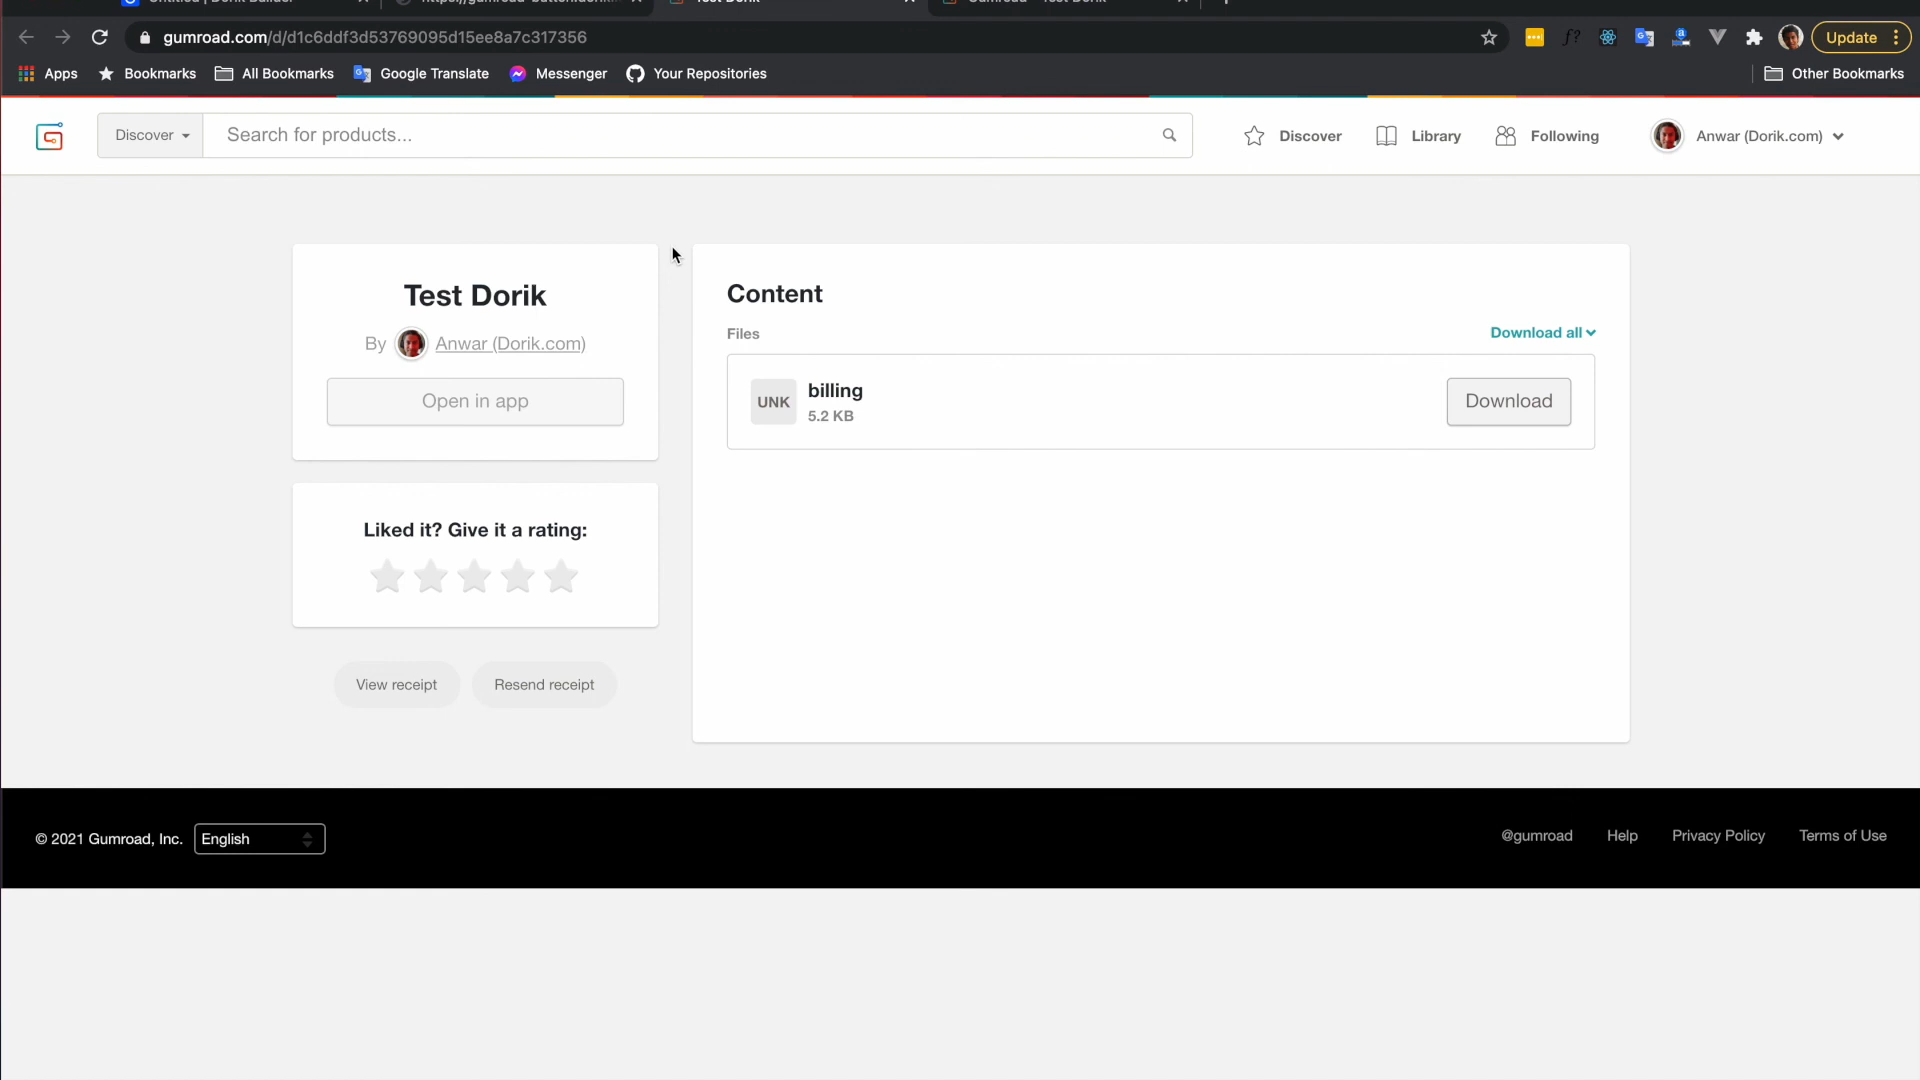 Test Dorik
gumroad.com/d/d1c6ddf3d53769095d15ee8a7c317356
Update
Apps
Bookmarks
All Bookmarks
Google Translate
Messenger
Your Repositories
Other Bookmarks
Discover
Search for products...
Discover
Library
Following
Anwar (Dorik.com)
Test Dorik
By Anwar (Dorik.com)
Open in app
Liked it? Give it a rating:
View receipt
Resend receipt
Content
Files
Download all
UNK
billing
5.2 KB
Download
© 2021 Gumroad, Inc.
English
@gumroad
Help
Privacy Policy
Terms of Use